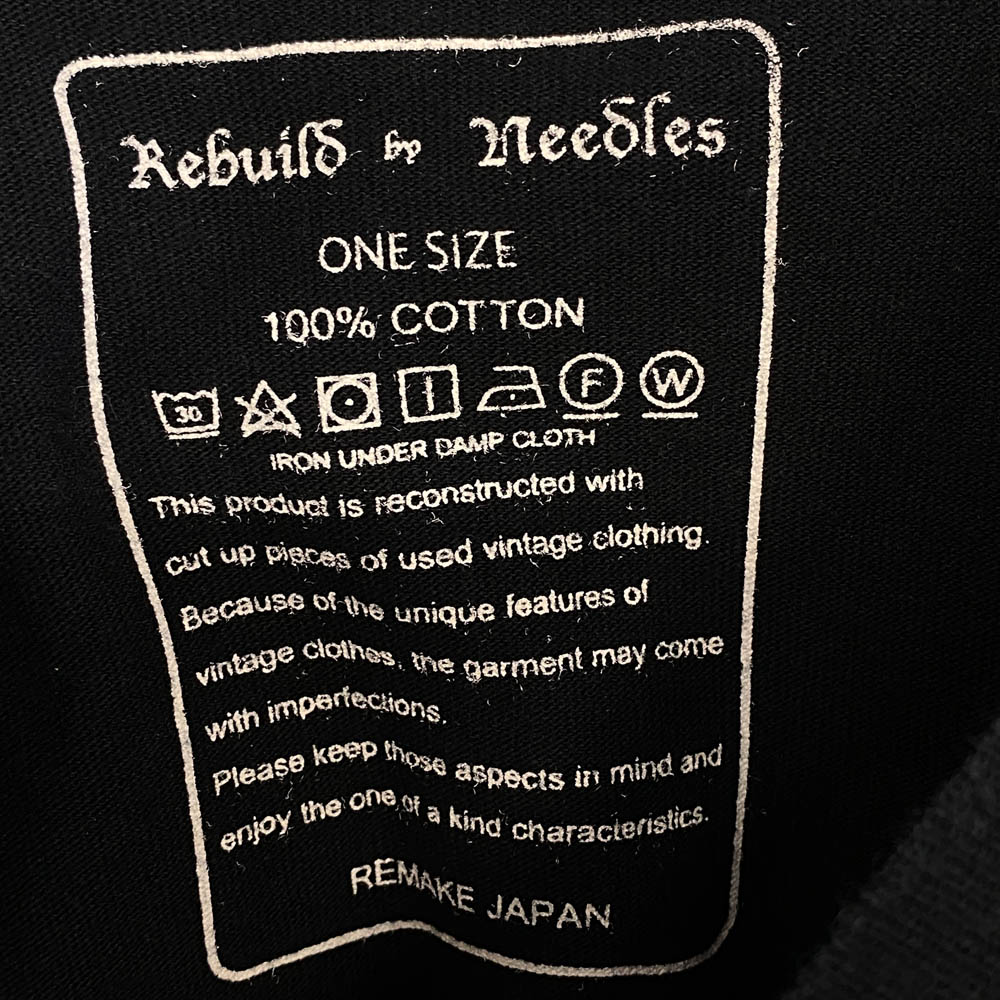 Rebuild by Needles
ONE SIZE
100% COTTON
30 F W
IRON UNDER DAMP CLOTH
This product is reconstructed with
cut up pieces of used vintage clothing.
Because of the unique features of
vintage clothes, the garment may come
with imperfections.
Please keep those aspects in mind and
enjoy the one of a kind characteristics.
REMAKE JAPAN